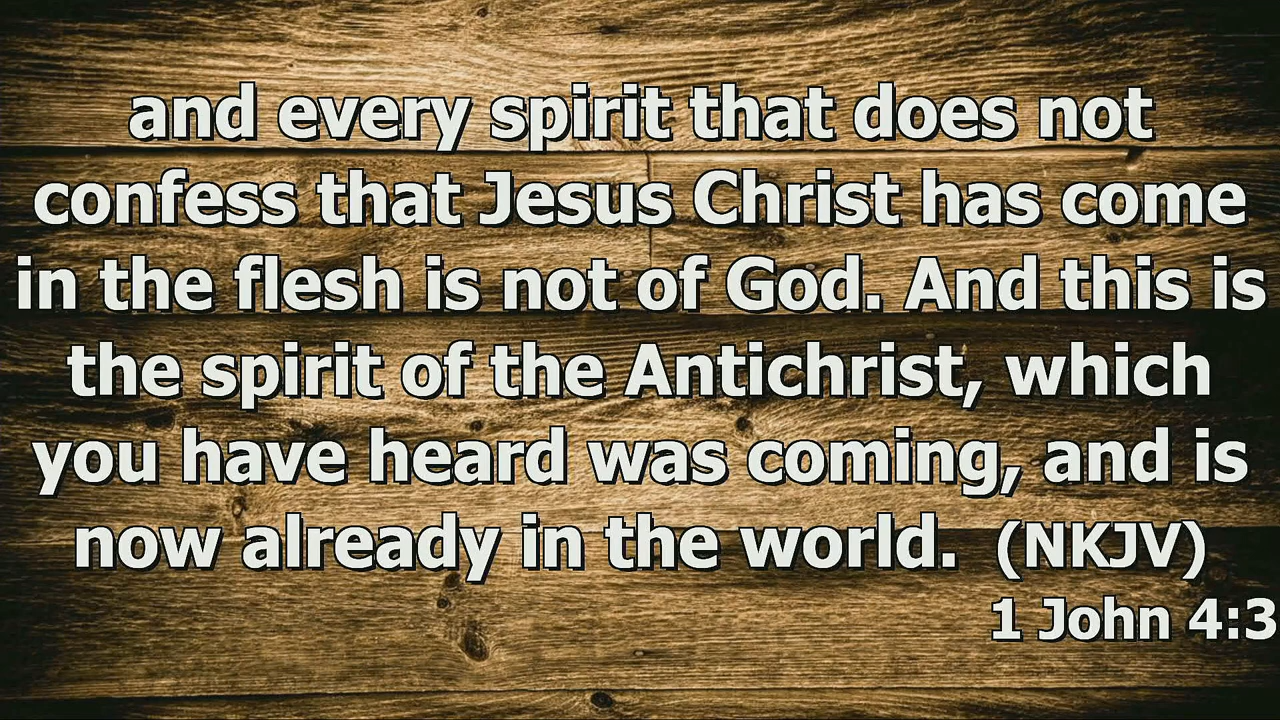 and every spirit that does not
confess that Jesus Christ has come
in the flesh is not of God. And this is
the spirit of the Antichrist, which
you have heard was coming, and is
now already in the world. (NKJV)
1 John 4:3